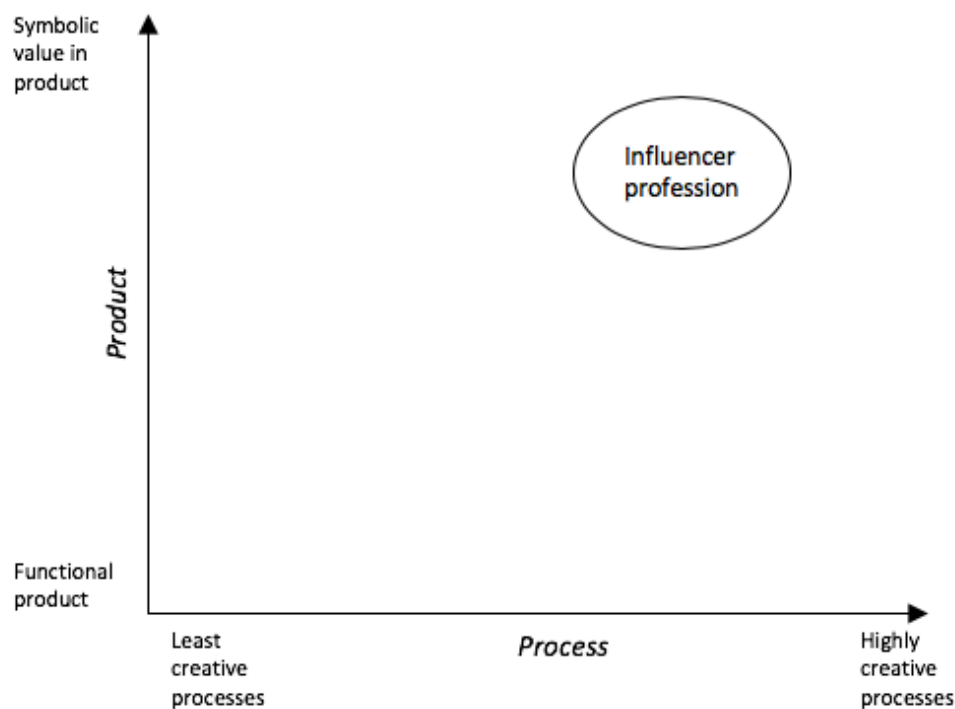 Symbolic
value in
product
Influencer
profession
Product
Functional
product
Least
creative
processes
Process
Highly
creative
processes